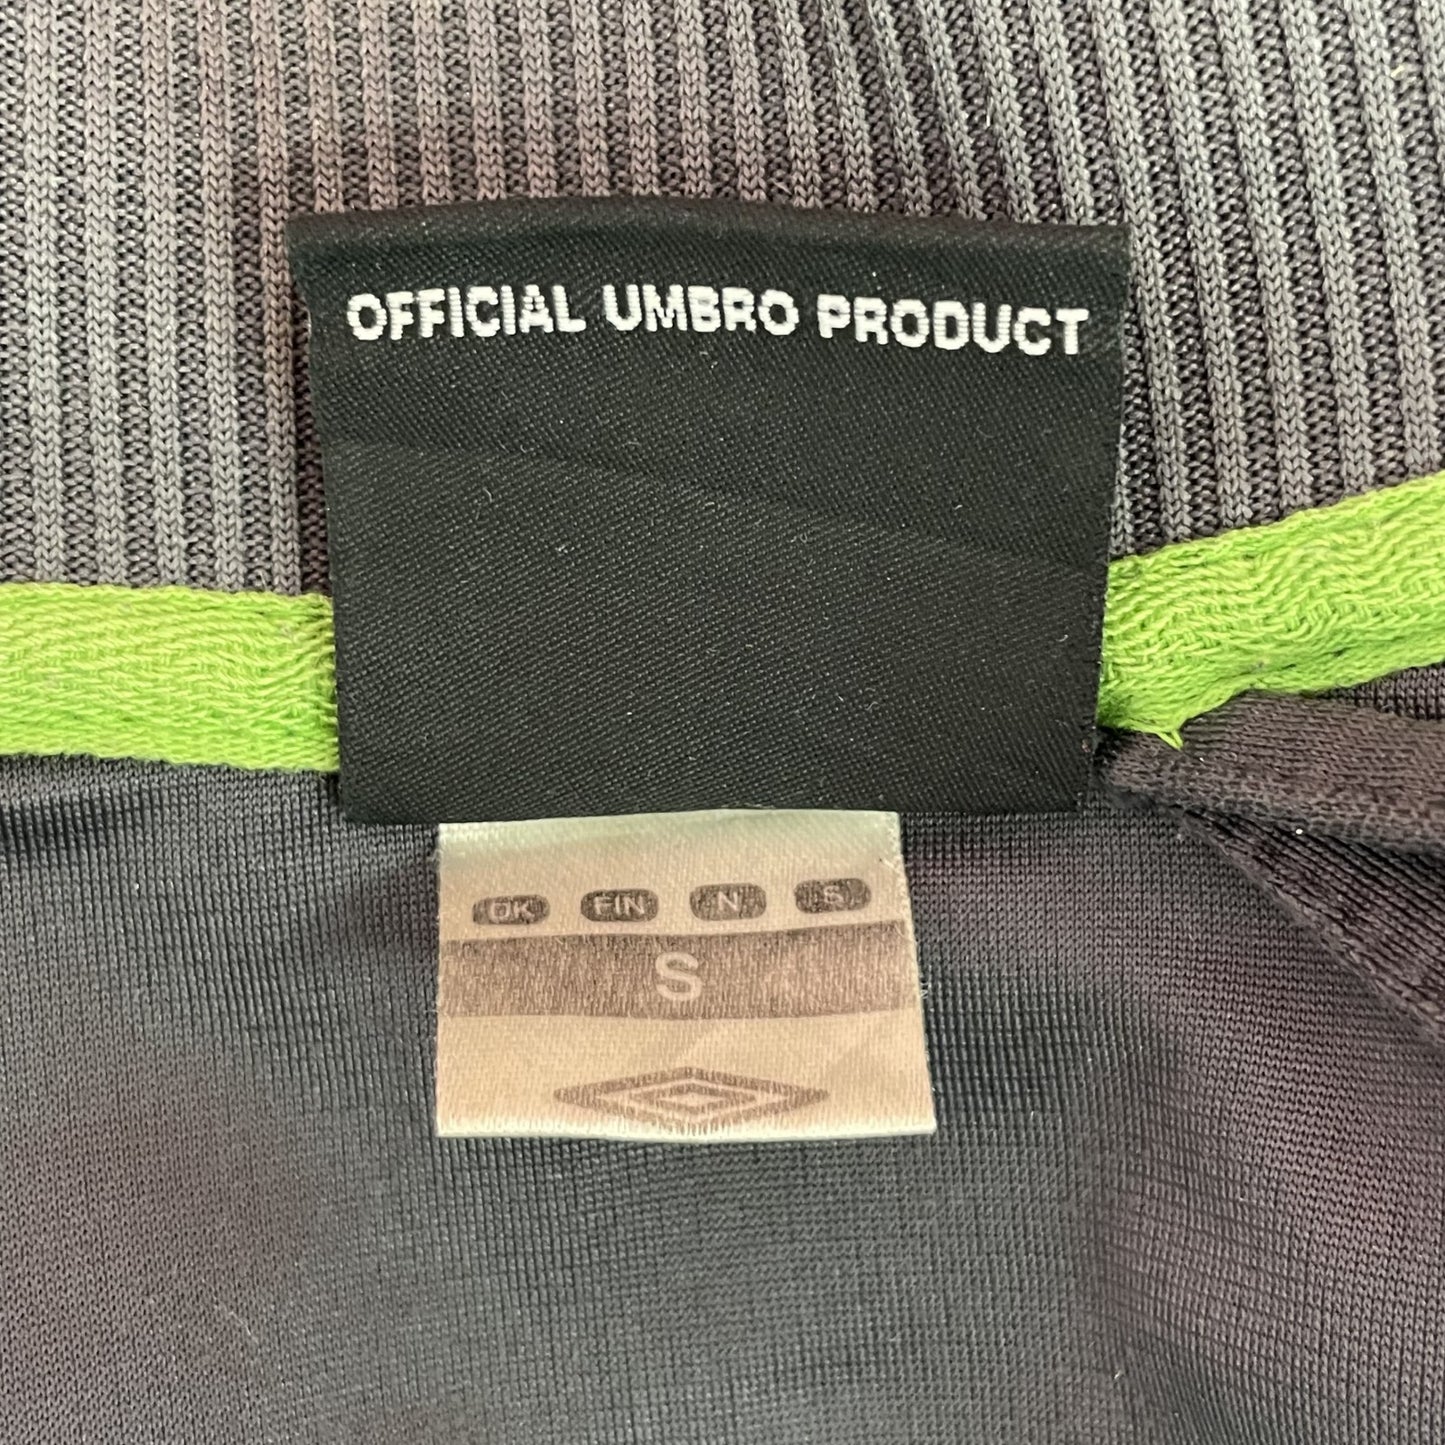 OFFICIAL UMBRO PRODUCT
DK FIN N S
S